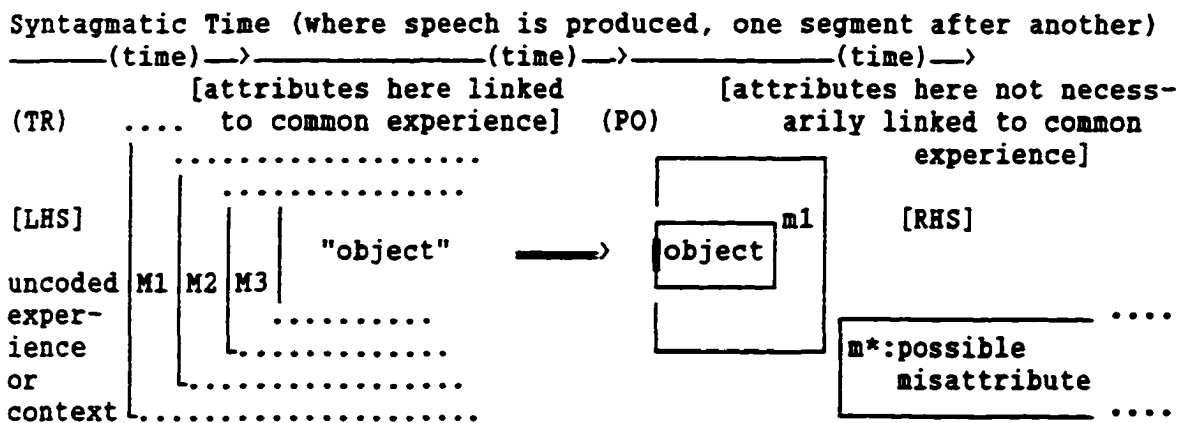 Syntagmatic Time (where speech is produced, one segment after another)
———(time)—>———————(time)—>———————(time)—>
[attributes here linked [attributes here not necess-
(TR) .... to common experience] (PO) arily linked to common
experience]
[LHS] m1 [RHS]
"object" ——> object
uncoded M1 M2 M3
exper-
ience m*:possible
or misattribute
context